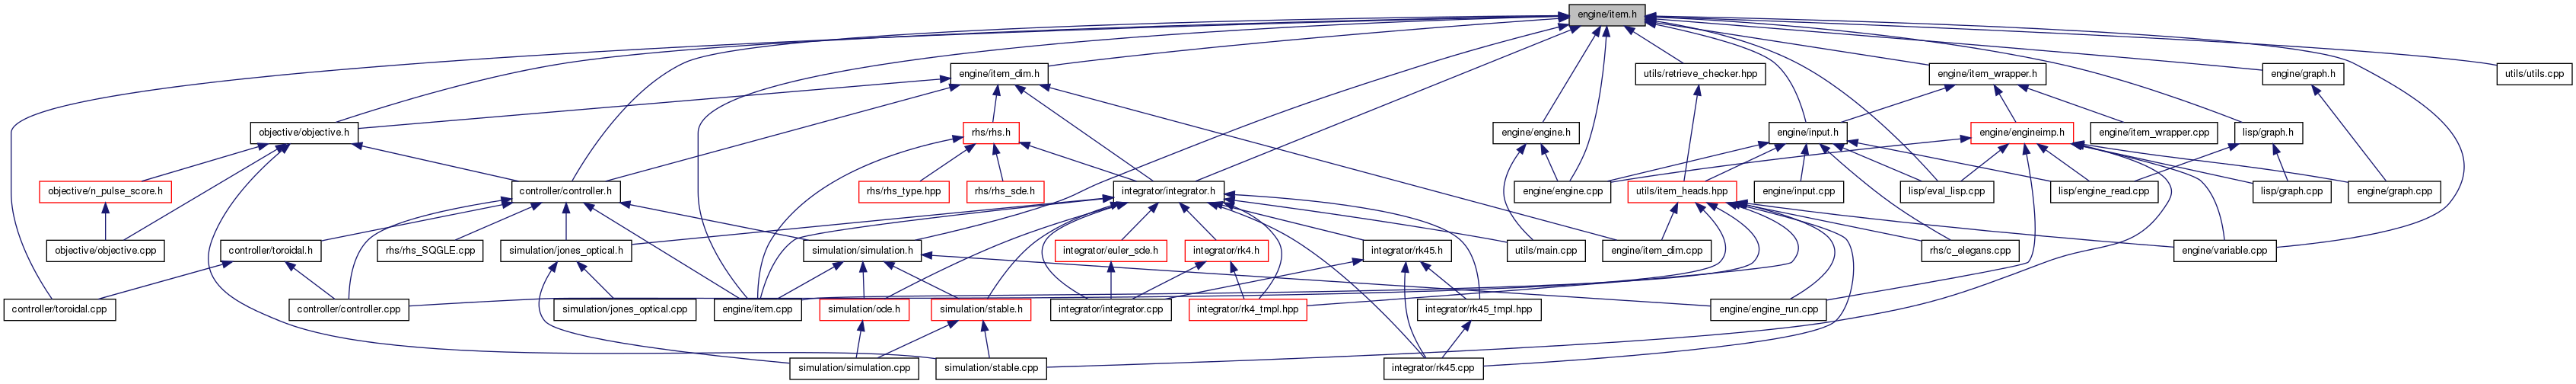 engine/item.h
engine/item_dim.h
utils/retrieve_checker.hpp
engine/item_wrapper.h
engine/graph.h
utils/utils.cpp
objective/objective.h
rhs/rhs.h
engine/engine.h
engine/input.h
engine/engineimp.h
engine/item_wrapper.cpp
lisp/graph.h
objective/n_pulse_score.h
controller/controller.h
rhs/rhs_type.hpp
rhs/rhs_sde.h
integrator/integrator.h
engine/engine.cpp
utils/item_heads.hpp
engine/input.cpp
lisp/eval_lisp.cpp
lisp/engine_read.cpp
lisp/graph.cpp
engine/graph.cpp
objective/objective.cpp
controller/toroidal.h
rhs/rhs_SQGLE.cpp
simulation/jones_optical.h
simulation/simulation.h
integrator/euler_sde.h
integrator/rk4.h
integrator/rk45.h
utils/main.cpp
engine/item_dim.cpp
rhs/c_elegans.cpp
engine/variable.cpp
controller/toroidal.cpp
controller/controller.cpp
simulation/jones_optical.cpp
engine/item.cpp
simulation/ode.h
simulation/stable.h
integrator/integrator.cpp
integrator/rk4_tmpl.hpp
integrator/rk45_tmpl.hpp
engine/engine_run.cpp
simulation/simulation.cpp
simulation/stable.cpp
integrator/rk45.cpp